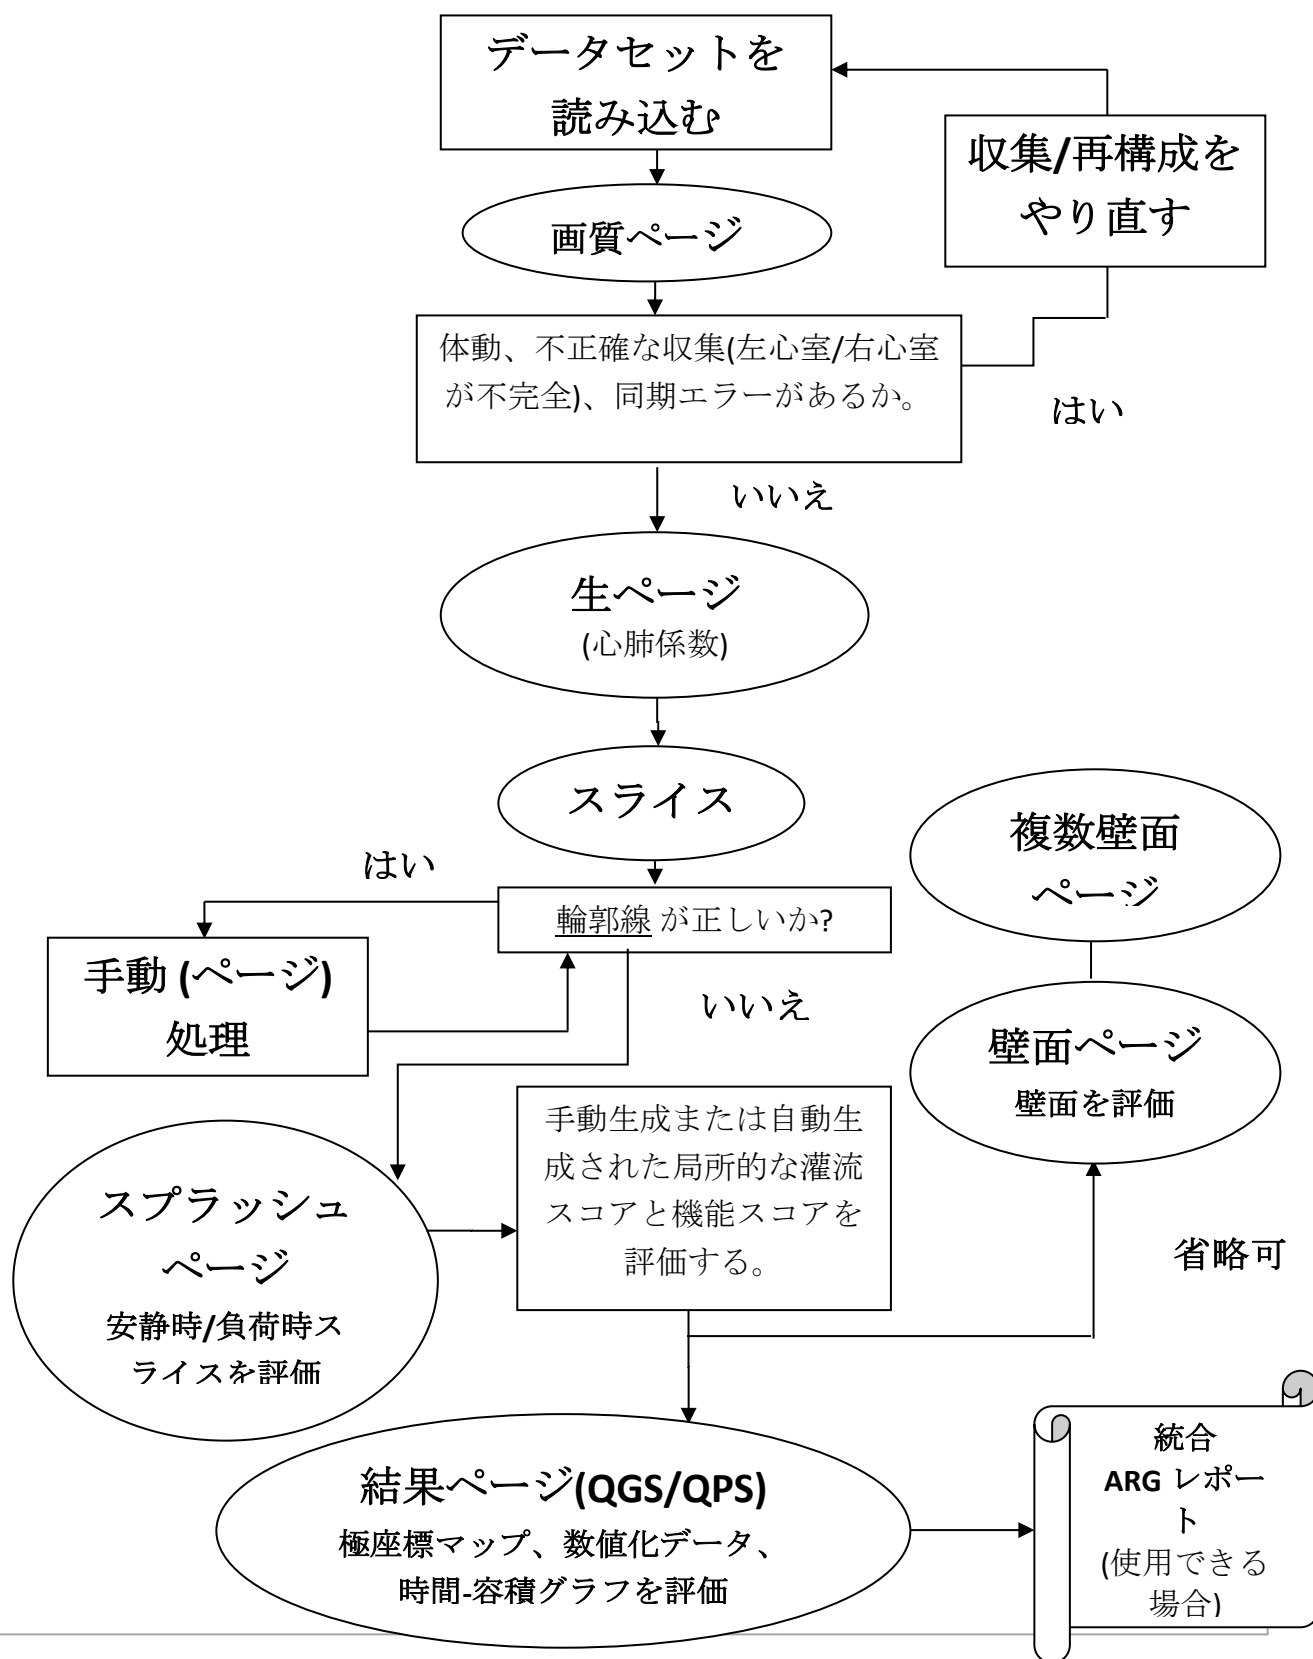 データセットを
読み込む
収集/再構成を
やり直す
画質ページ
体動、不正確な収集(左心室/右心室
が不完全)、同期エラーがあるか。
はい
いいえ
生ページ
(心肺係数)
スライス
複数壁面
ページ
はい
輪郭線 が正しいか?
手動 (ページ)
処理
いいえ
壁面ページ
壁面を評価
手動生成または自動生
成された局所的な灌流
スコアと機能スコアを
評価する。
スプラッシュ
ページ
安静時/負荷時ス
ライスを評価
省略可
結果ページ(QGS/QPS)
極座標マップ、数値化データ、
時間-容積グラフを評価
統合
ARG レポー
ト
(使用できる
場合)